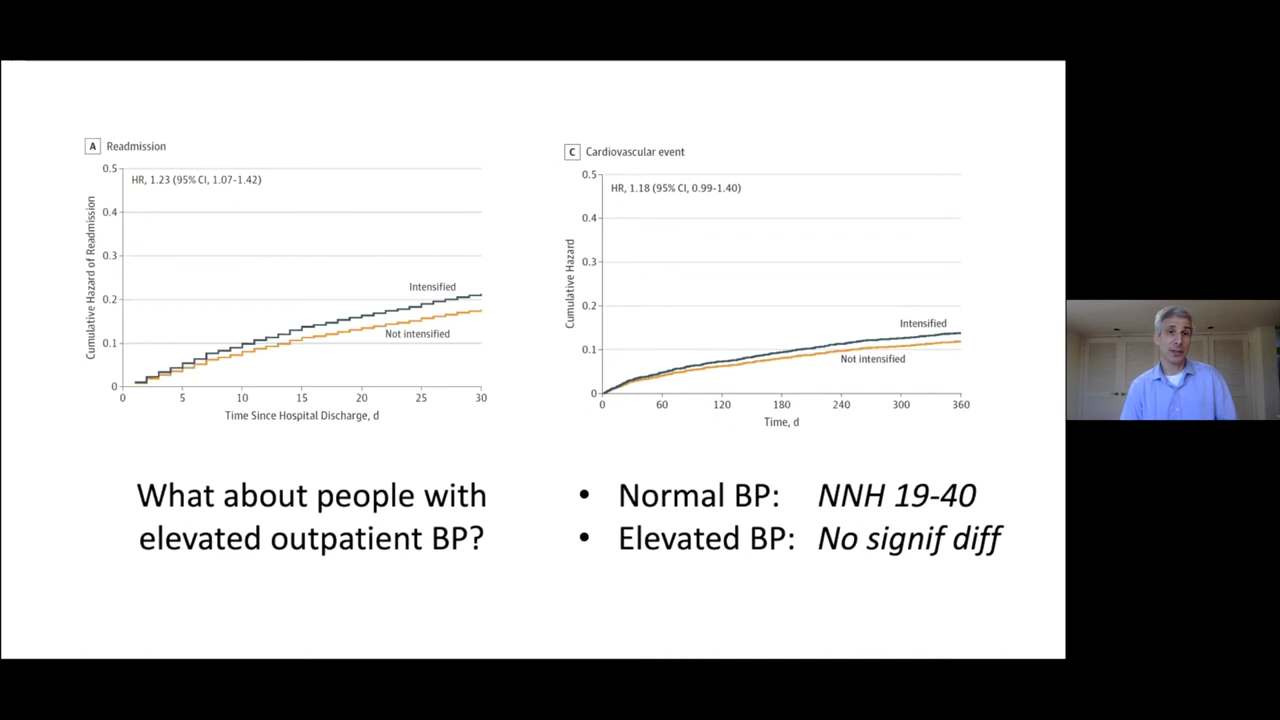 A Readmission
0.5
HR, 1.23 (95% CI, 1.07-1.42)
0.4
0.3
0.2
0.1
0
Cumulative Hazard of Readmission
Intensified
Not intensified
0 5 10 15 20 25 30
Time Since Hospital Discharge, d
C Cardiovascular event
0.5
HR, 1.18 (95% CI, 0.99-1.40)
0.4
0.3
0.2
0.1
0
Cumulative Hazard
Intensified
Not intensified
0 60 120 180 240 300 360
Time, d
What about people with
elevated outpatient BP?
• Normal BP: NNH 19-40
• Elevated BP: No signif diff